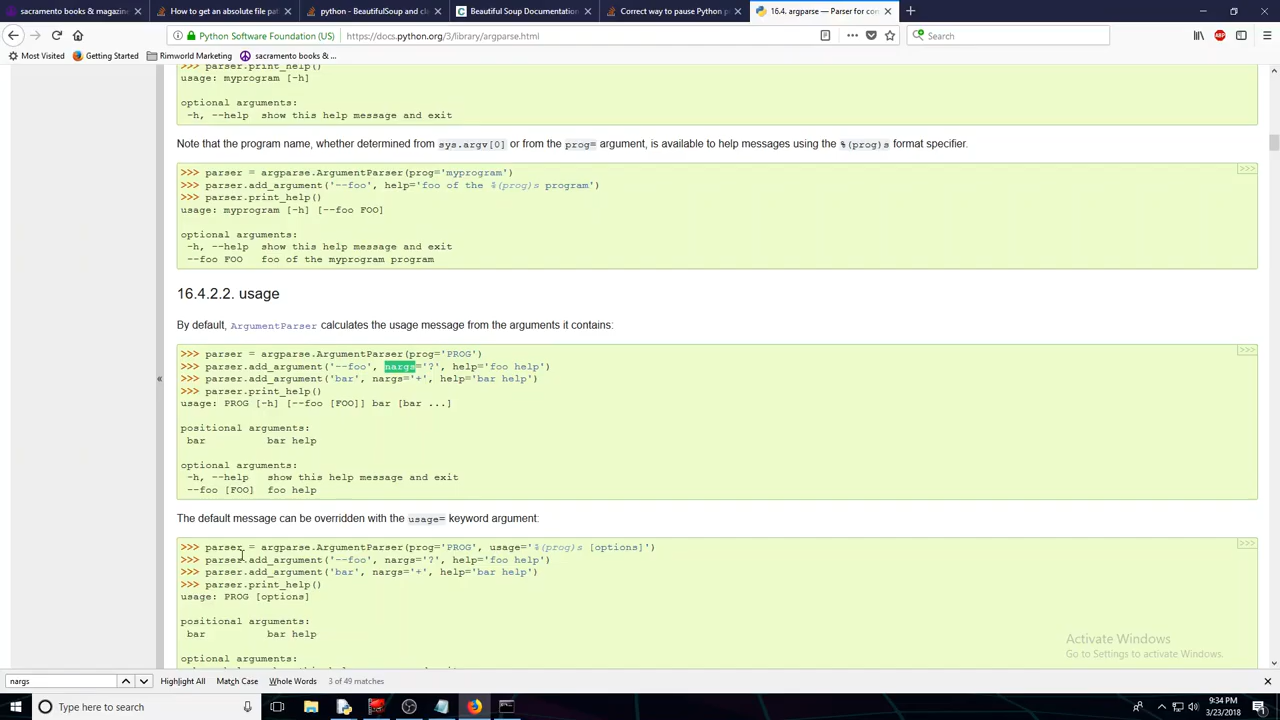 sacramento books & magazin
How to get an absolute file pat
python - BeautifulSoup and cle
Beautiful Soup Documentation
Correct way to pause Python p
16.4. argparse — Parser for con
Python Software Foundation (US)
https://docs.python.org/3/library/argparse.html
Search
Most Visited
Getting Started
Rimworld Marketing
sacramento books & ...
>>> parser.print_help()
usage: myprogram [-h]
optional arguments:
-h, --help  show this help message and exit
Note that the program name, whether determined from sys.argv[0] or from the prog= argument, is available to help messages using the %(prog)s format specifier.
>>>
>>> parser = argparse.ArgumentParser(prog='myprogram')
>>> parser.add_argument('--foo', help='foo of the %(prog)s program')
>>> parser.print_help()
usage: myprogram [-h] [--foo FOO]
optional arguments:
-h, --help  show this help message and exit
--foo FOO   foo of the myprogram program
16.4.2.2. usage
By default, ArgumentParser calculates the usage message from the arguments it contains:
>>>
>>> parser = argparse.ArgumentParser(prog='PROG')
>>> parser.add_argument('--foo', nargs='?', help='foo help')
>>> parser.add_argument('bar', nargs='+', help='bar help')
>>> parser.print_help()
usage: PROG [-h] [--foo [FOO]] bar [bar ...]
positional arguments:
bar          bar help
optional arguments:
-h, --help   show this help message and exit
--foo [FOO]  foo help
The default message can be overridden with the usage= keyword argument:
>>>
>>> parser = argparse.ArgumentParser(prog='PROG', usage='%(prog)s [options]')
>>> parser.add_argument('--foo', nargs='?', help='foo help')
>>> parser.add_argument('bar', nargs='+', help='bar help')
>>> parser.print_help()
usage: PROG [options]
positional arguments:
bar          bar help
optional arguments:
Activate Windows
Go to Settings to activate Windows.
nargs
Highlight All
Match Case
Whole Words
3 of 49 matches
Type here to search
9:34 PM
3/23/2018